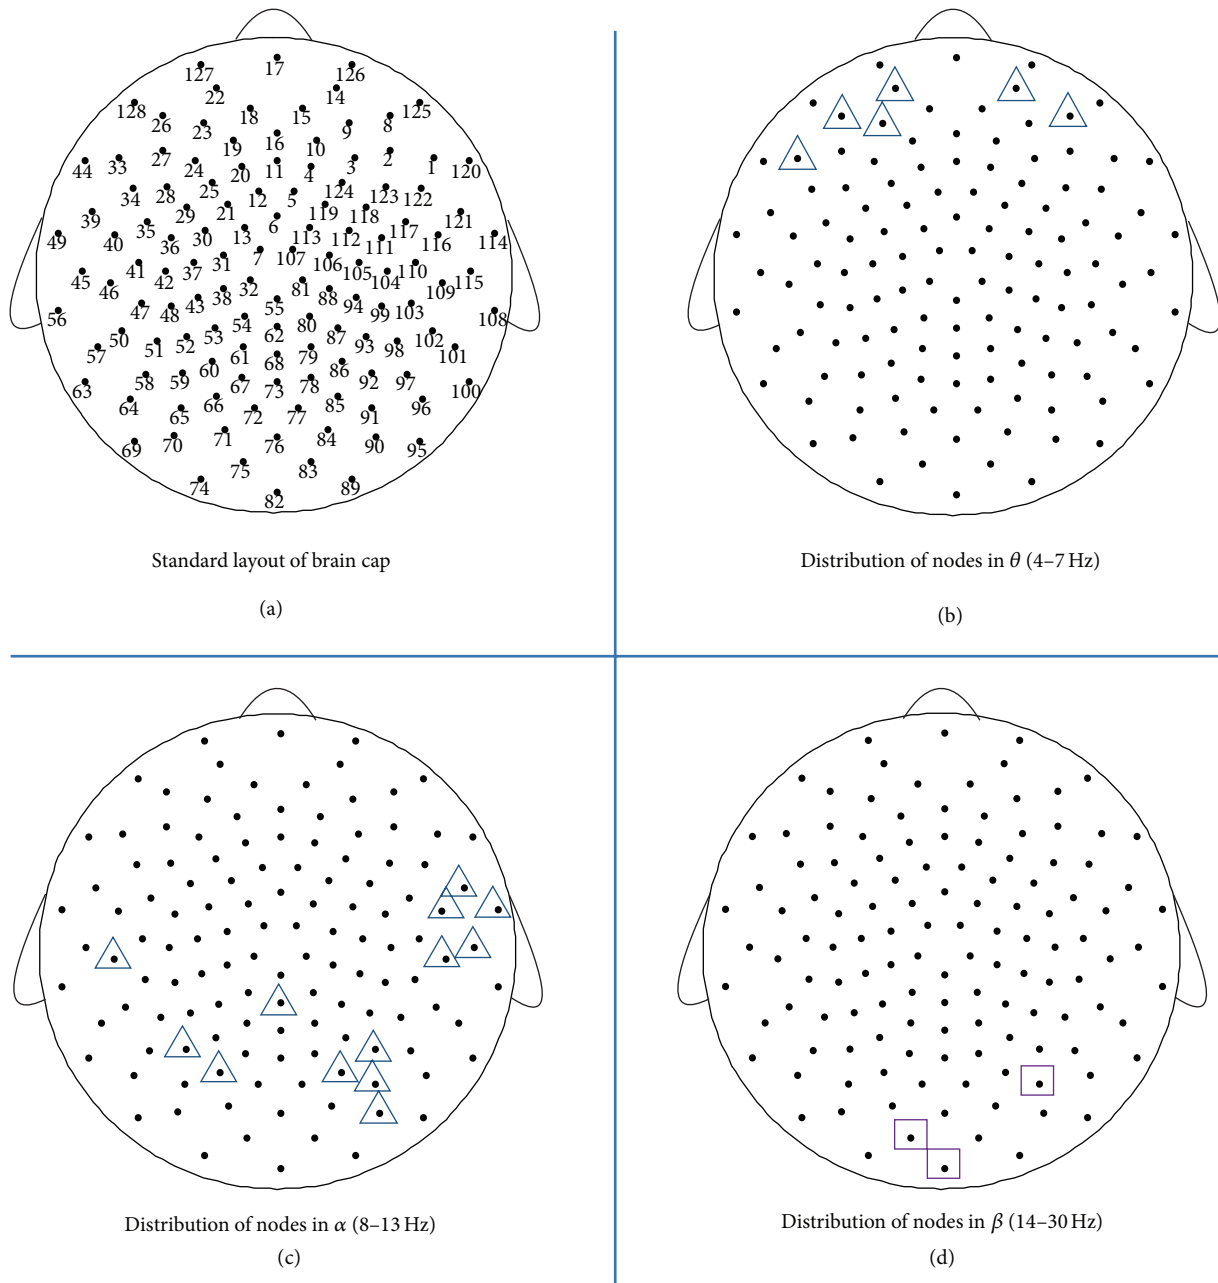 17
127 126
22 14
128 125
18 15
26 23 9 8
16
19 10
44 33 27 24 20 11 4 3 2 1 120
25 124
34 28 12 5 123 122
29 21 119 118
39 6 121
35 117
49 40 36 30 13 113 112 111 116 114
31 7 107 106
41 37 105 110
45 46 42 104 115
38 32 81 88 109
47 48 43 55 94 99 103
56 54 80 108
50 53 62 87 102
51 52 93 98
57 61 79 101
60 68 86
58 59 67 78 92 97
63 73 100
64 66 85 96
65 72 77 91
71 84
69 70 76 90 95
75 83
74 89
82
Standard layout of brain cap
(a)
Distribution of nodes in θ (4–7 Hz)
(b)
Distribution of nodes in α (8–13 Hz)
(c)
Distribution of nodes in β (14–30 Hz)
(d)